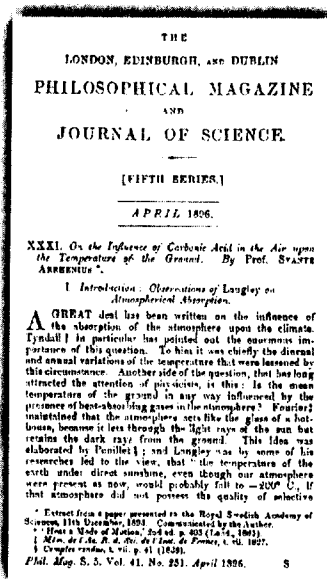 THE
LONDON, EDINBURGH, AND DUBLIN
PHILOSOPHICAL MAGAZINE
AND
JOURNAL OF SCIENCE.
[FIFTH SERIES.]
APRIL 1896.
XXXI. On the Influence of Carbonic Acid in the Air upon
the Temperature of the Ground. By Prof. SVANTE
ARRHENIUS *.
I. Introduction: Observations of Langley on
Atmospherical Absorption.
A GREAT deal has been written on the influence of
the absorption of the atmosphere upon the climate.
Tyndall † in particular has pointed out the enormous im-
portance of this question. To him it was chiefly the diurnal
and annual variations of the temperature that were lessened by
this circumstance. Another side of the question, that has long
attracted the attention of physicists, is this: Is the mean
temperature of the ground in any way influenced by the
presence of heat-absorbing gases in the atmosphere? Fourier‡
maintained that the atmosphere acts like the glass of a hot-
house, because it lets through the light rays of the sun but
retains the dark rays from the ground. This idea was
elaborated by Pouillet §; and Langley was by some of his
researches led to the view, that "the temperature of the
earth under direct sunshine, even though our atmosphere
were present as now, would probably fall to −200° C., if
that atmosphere did not possess the quality of selective
* Extract from a paper presented to the Royal Swedish Academy of
Sciences, 11th December, 1895. Communicated by the Author.
† 'Heat a Mode of Motion,' 2nd ed. p. 405 (Lond., 1865).
‡ Mém. de l'Ac. R. d. Sci. de l'Inst. de France, t. vii. 1827.
§ Comptes rendus, t. vii. p. 41 (1838).
Phil. Mag. S. 5. Vol. 41. No. 251. April 1896. S